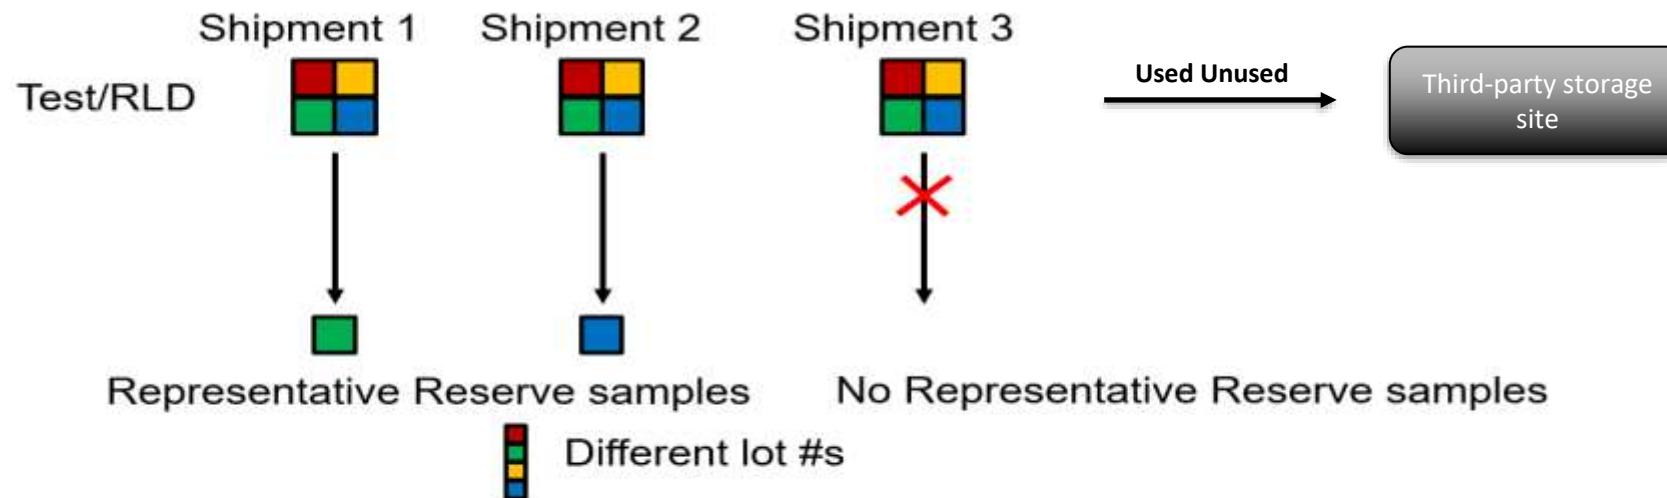 Shipment 1
Shipment 2
Shipment 3
Test/RLD
Used Unused
Third-party storage
site
Representative Reserve samples
No Representative Reserve samples
Different lot #s